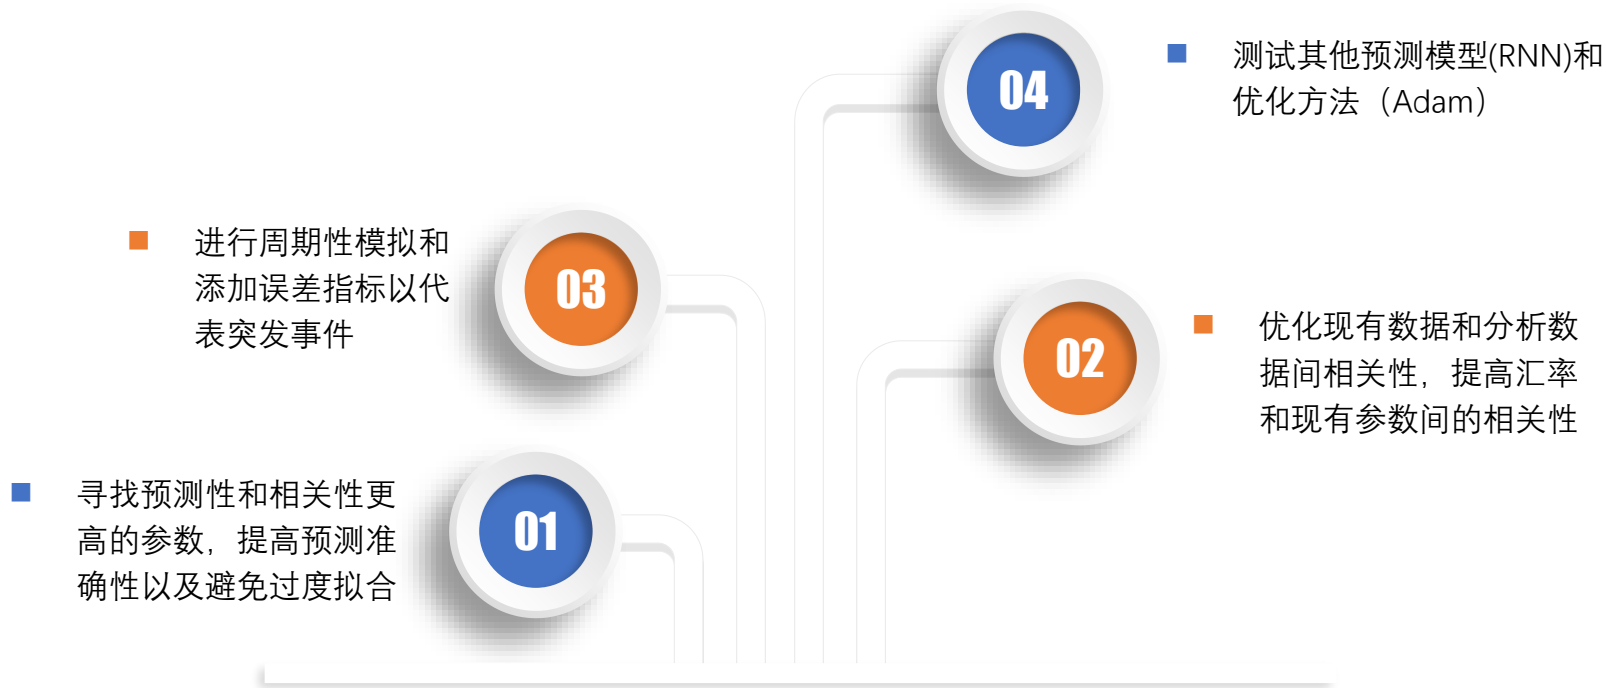 04
测试其他预测模型(RNN)和
优化方法（Adam）
03
进行周期性模拟和
添加误差指标以代
表突发事件
02
优化现有数据和分析数
据间相关性，提高汇率
和现有参数间的相关性
01
寻找预测性和相关性更
高的参数，提高预测准
确性以及避免过度拟合